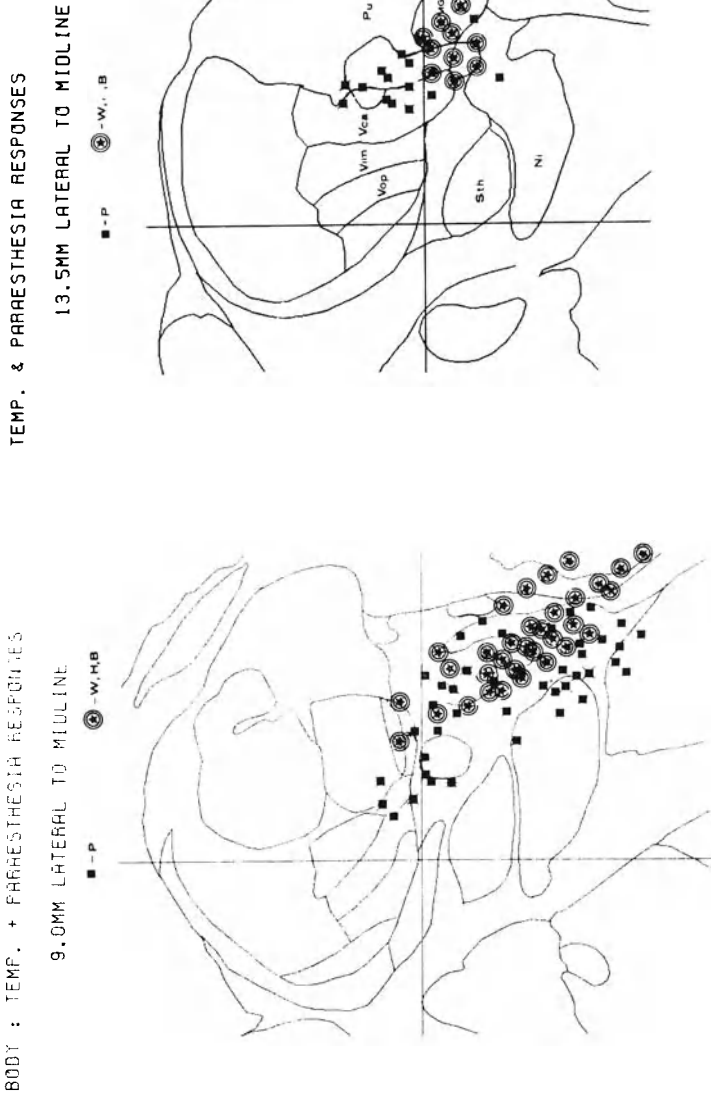 BODY : TEMP. + PARAESTHESIA RESPONSES
9.0MM LATERAL TO MIDLINE
■ - P
- W,H,B
TEMP. & PARAESTHESIA RESPONSES
13.5MM LATERAL TO MIDLINE
■ - P
- W, , B
Pu
MG
Vca
Vim
Vop
Sth
Ni